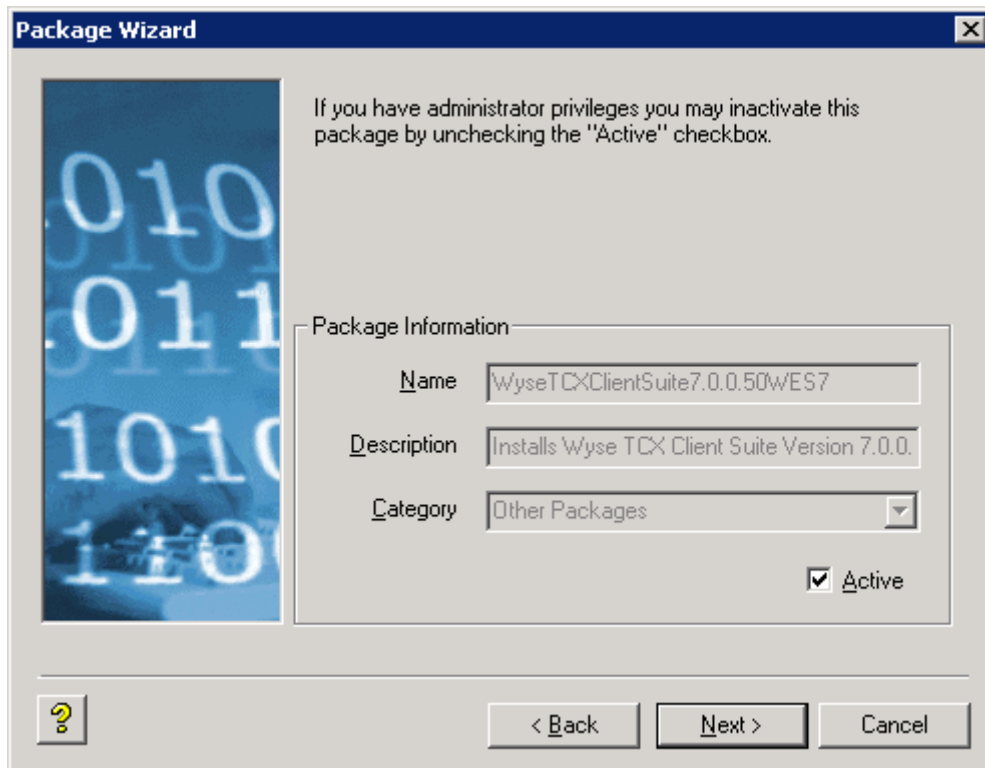 Package Wizard
If you have administrator privileges you may inactivate this
package by unchecking the "Active" checkbox.
Package Information
Name WyseTCXClientSuite7.0.0.50WES7
Description Installs Wyse TCX Client Suite Version 7.0.0.
Category Other Packages
Active
< Back Next > Cancel